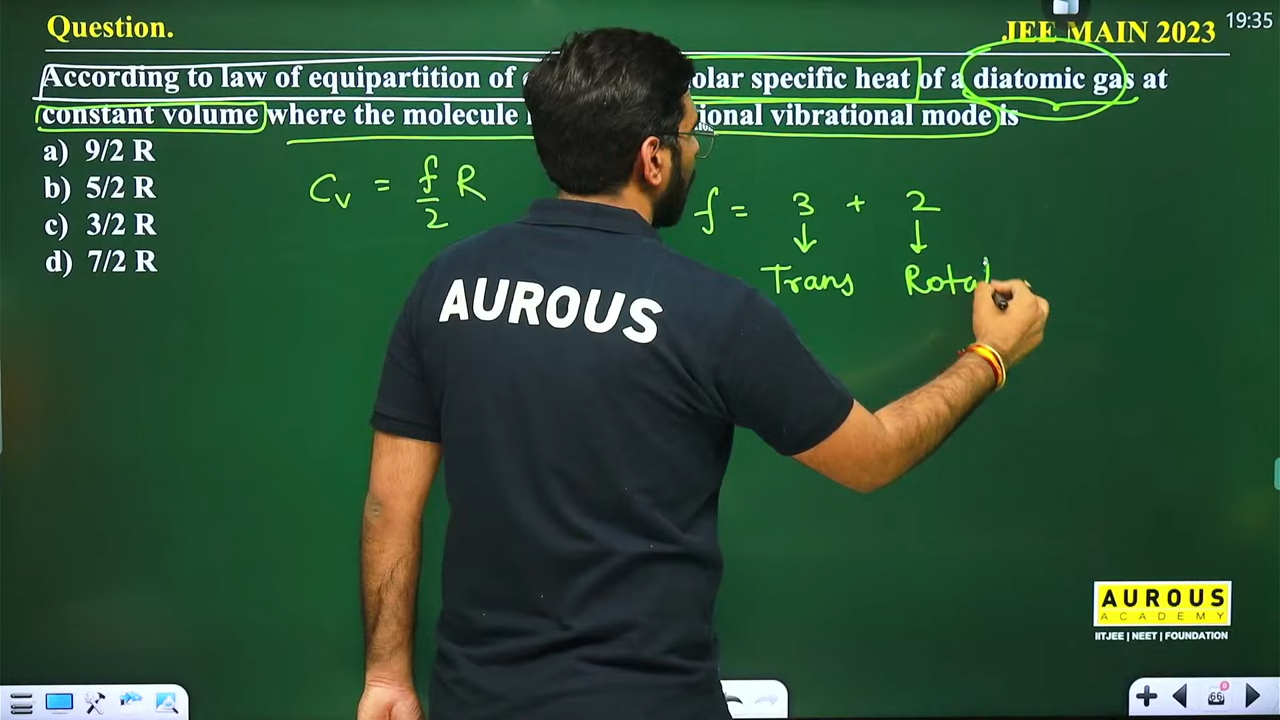 Question.
JEE MAIN 2023
19:35
According to law of equipartition of olar specific heat of a diatomic gas at
constant volume where the molecule ional vibrational mode is
a) 9/2 R
b) 5/2 R
c) 3/2 R
d) 7/2 R
Cv = f/2 R
f = 3 + 2
Trans Rotat
AUROUS
AUROUS
ACADEMY
IITJEE | NEET | FOUNDATION
66